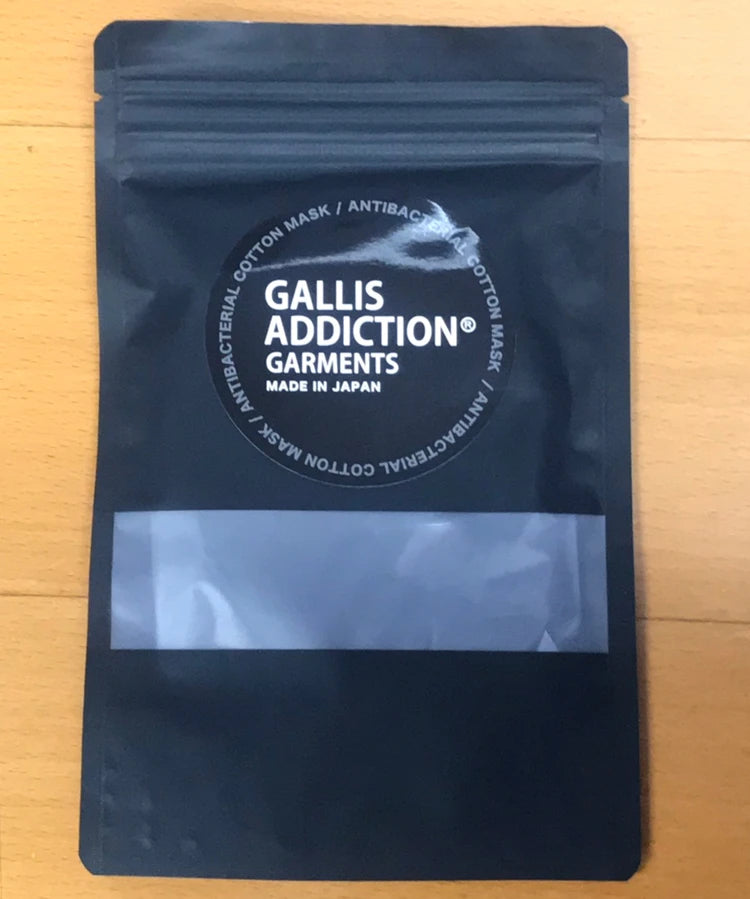 GALLIS
ADDICTION®
GARMENTS
MADE IN JAPAN
ANTIBACTERIAL COTTON MASK / ANTIBACTERIAL COTTON MASK / ANTIBACTERIAL COTTON MASK /